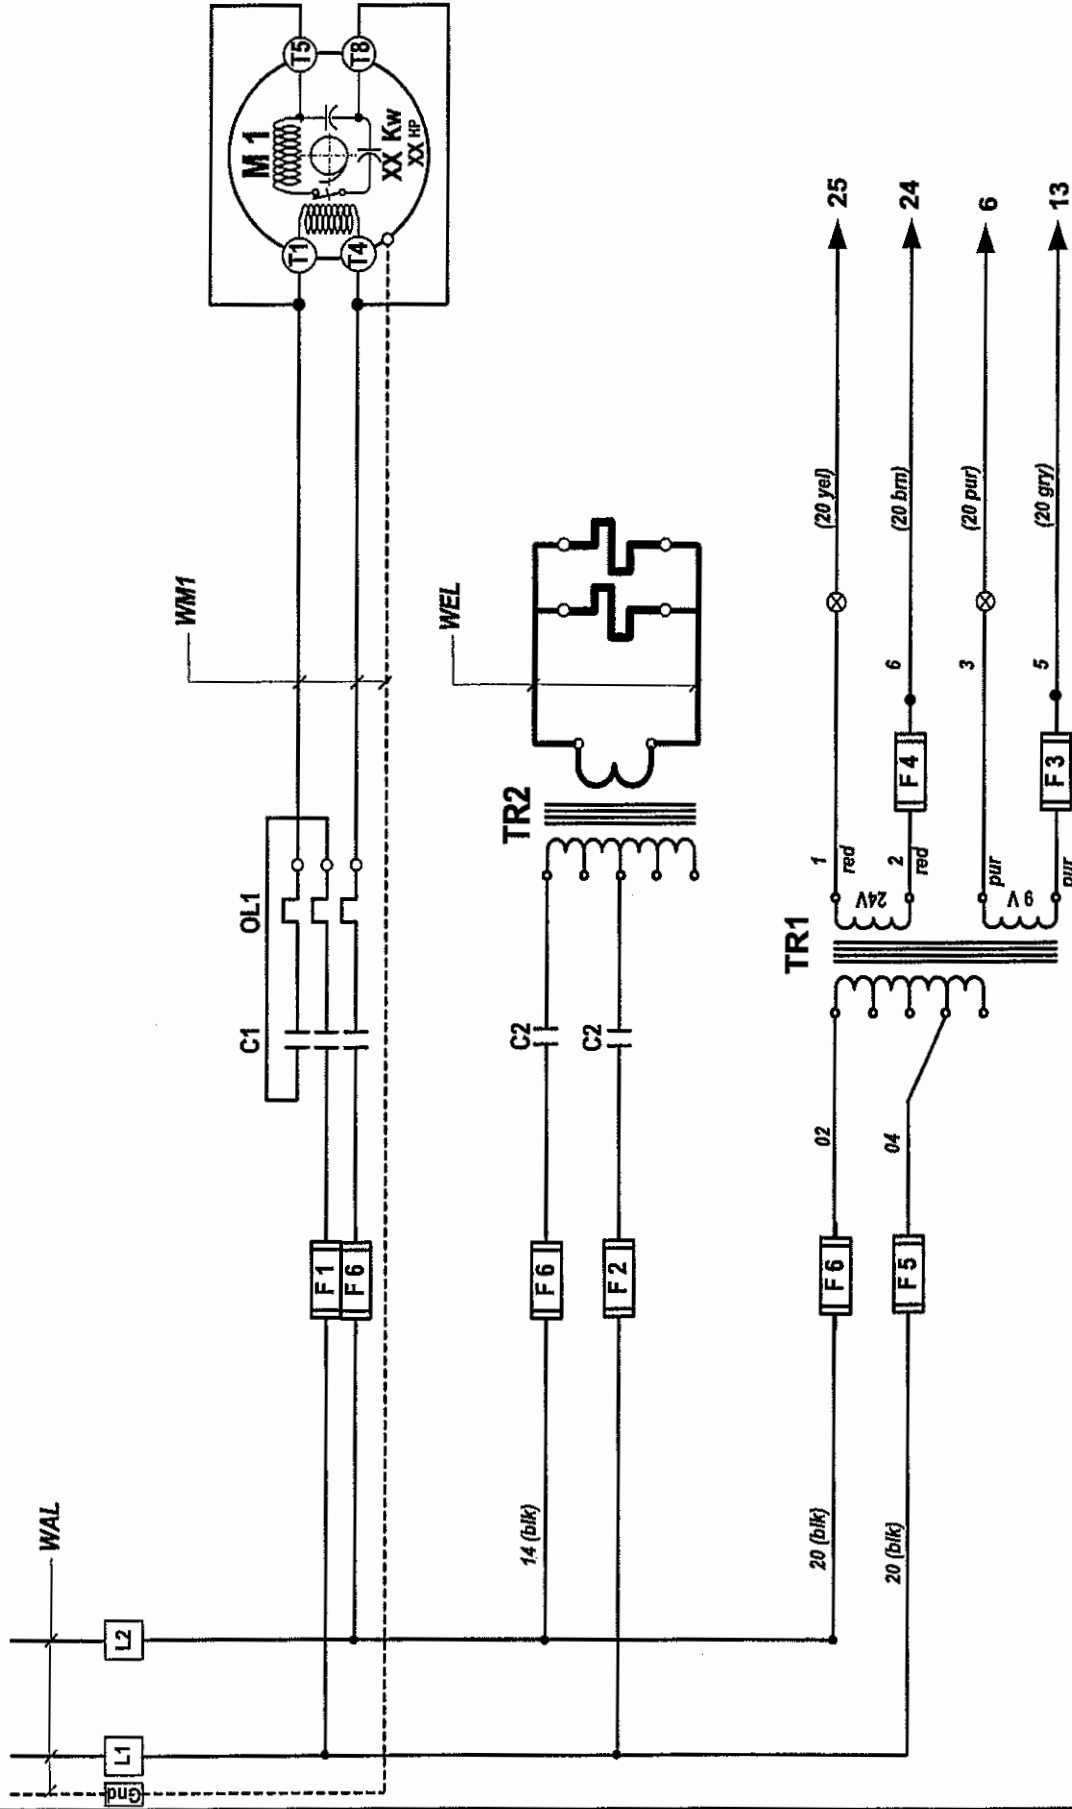 WAL
L2
L1
Gnd
WM1
M 1
T5
T8
T1
T4
XX Kw
XX HP
C1
OL1
F 1
F 6
WEL
TR2
C2
C2
F 6
F 2
14 (blk)
TR1
20 (blk)
F 6
02
1
red
24V
(20 yel)
25
20 (blk)
F 5
04
2
red
F 4
6
(20 brn)
24
9 V
pur
3
(20 pur)
6
pur
F 3
5
(20 gry)
13